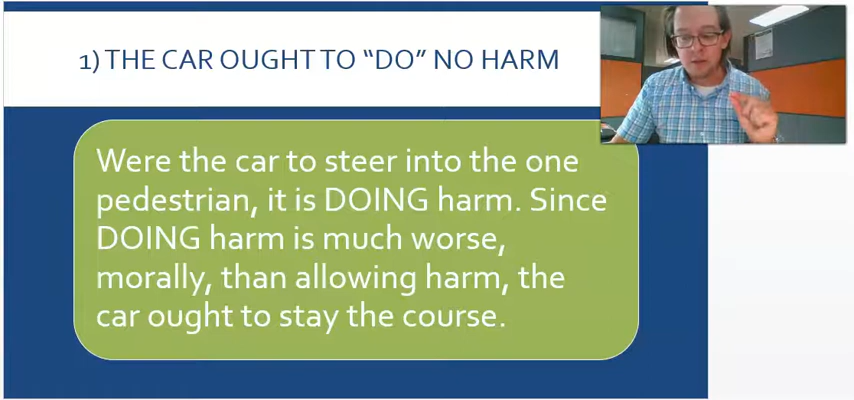 1) THE CAR OUGHT TO “DO” NO HARM
Were the car to steer into the one
pedestrian, it is DOING harm. Since
DOING harm is much worse,
morally, than allowing harm, the
car ought to stay the course.